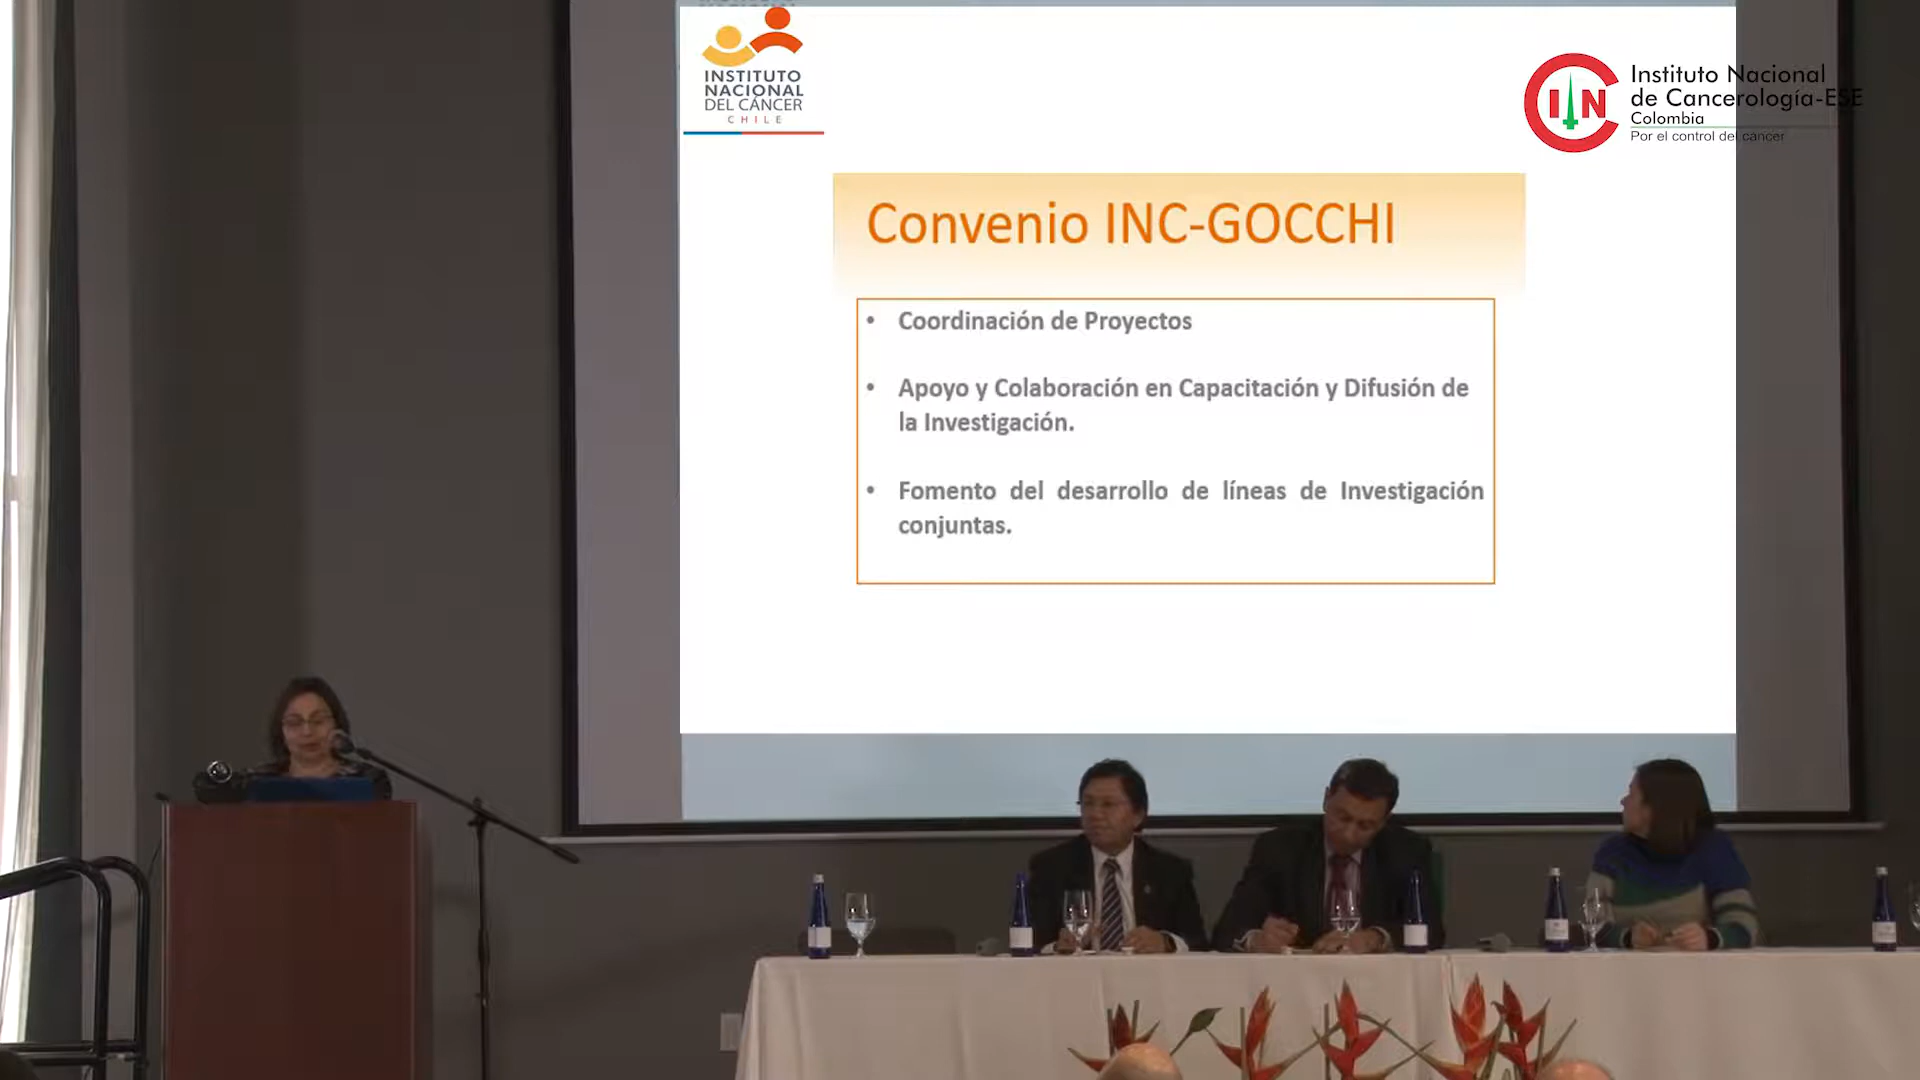 INSTITUTO
NACIONAL
DEL CÁNCER
CHILE
Instituto Nacional
de Cancerología-ESE
Colombia
Por el control del cancer
Convenio INC-GOCCHI
• Coordinación de Proyectos
• Apoyo y Colaboración en Capacitación y Difusión de
la Investigación.
• Fomento del desarrollo de líneas de Investigación
conjuntas.